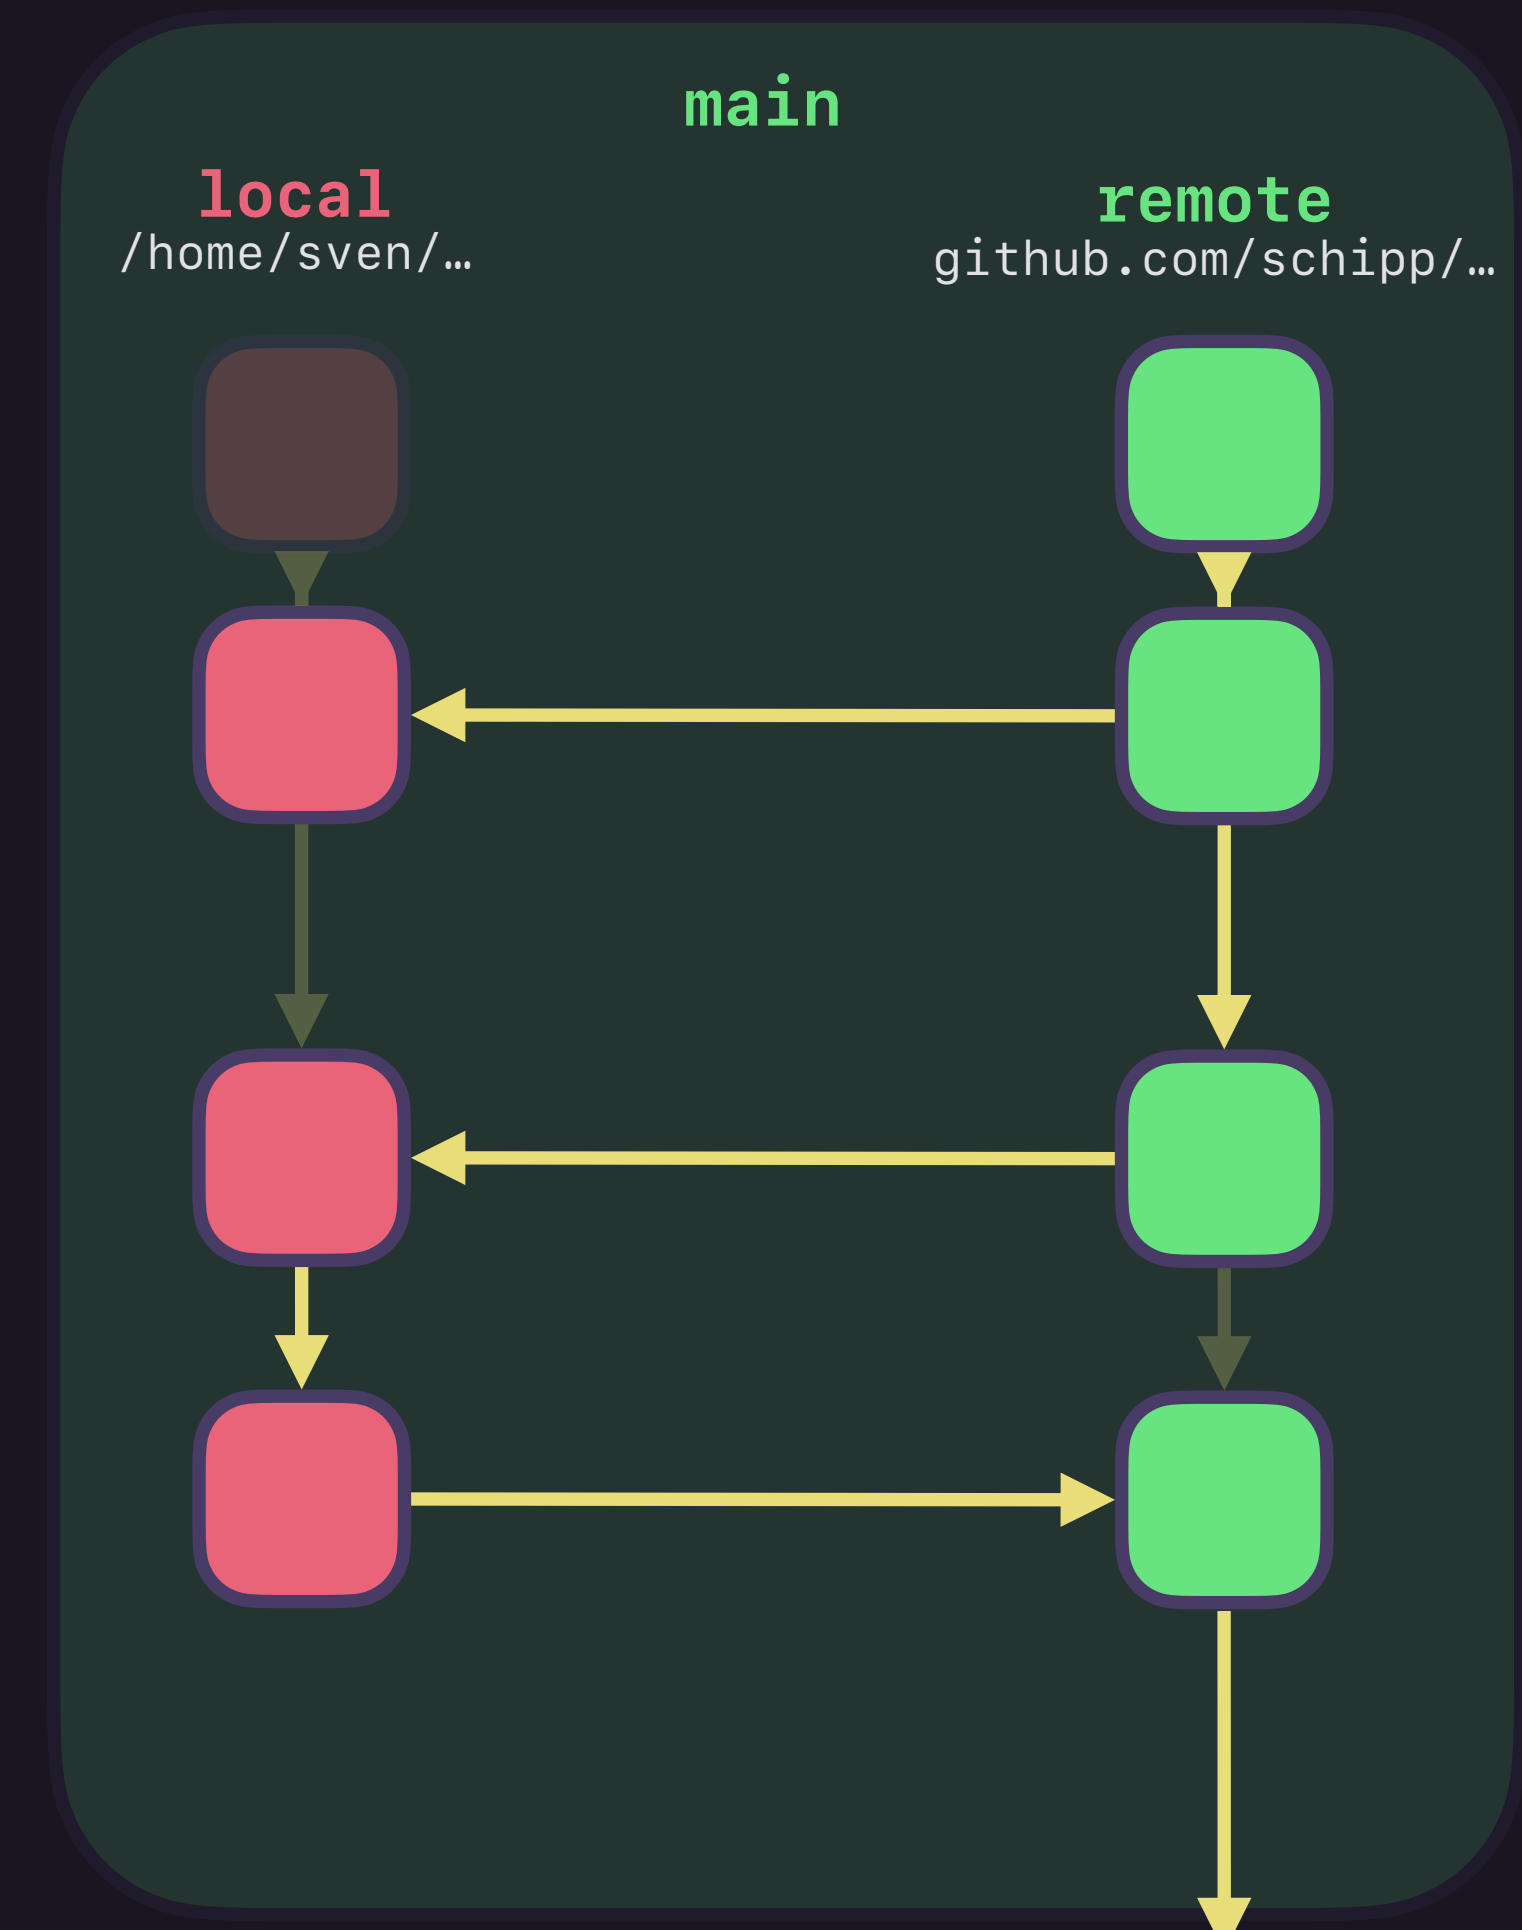 main
local
/home/sven/…
remote
github.com/schipp/…